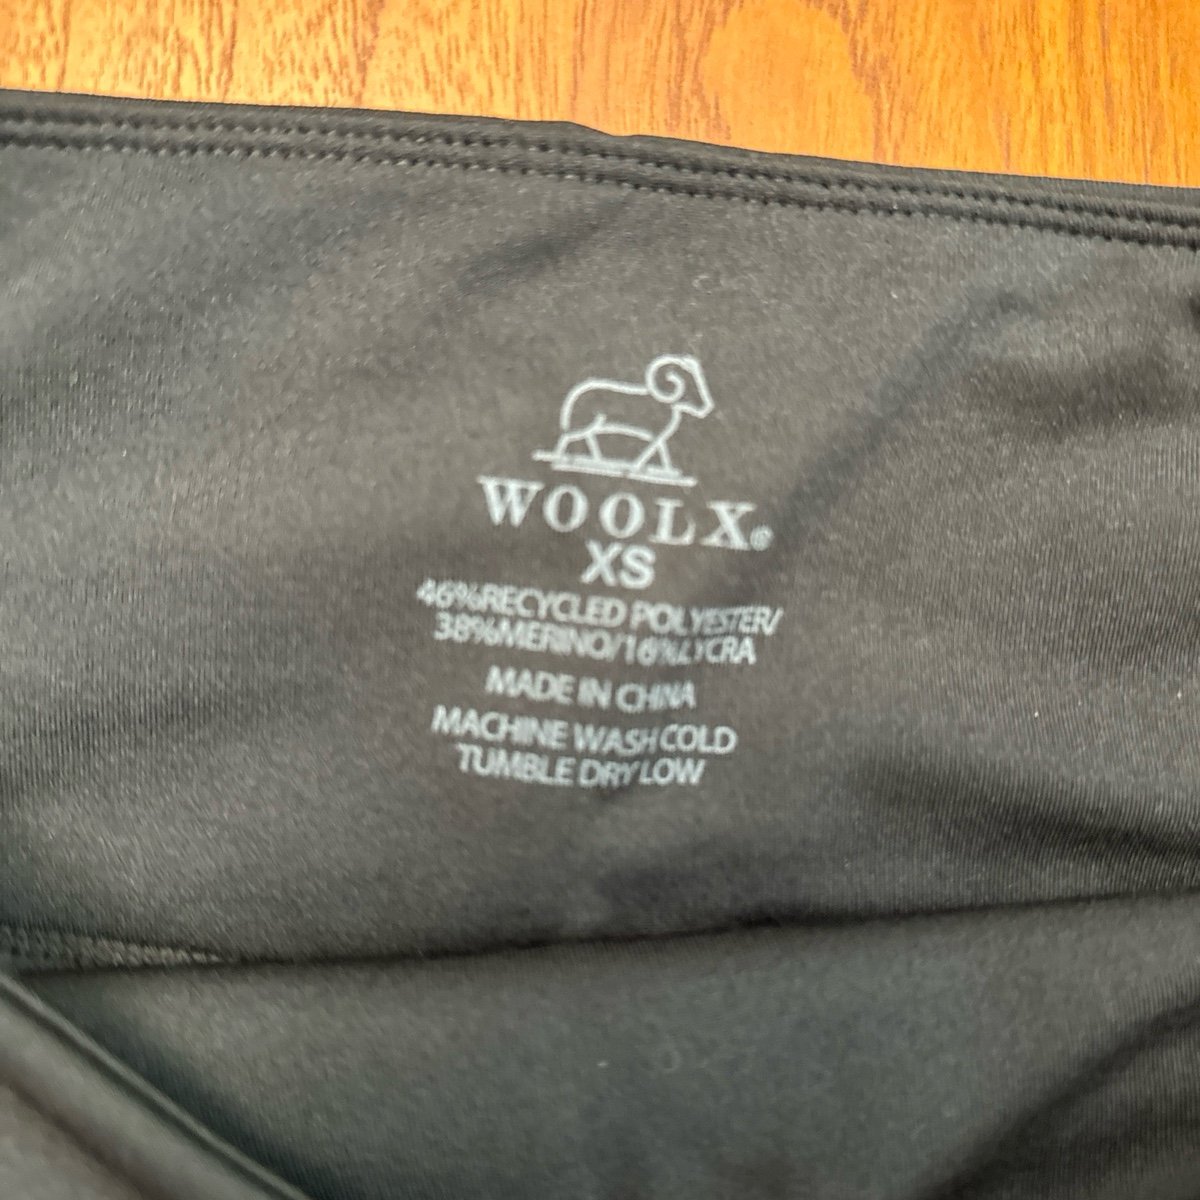 WOOLX®
XS
46%RECYCLED POLYESTER/
38%MERINO/16%LYCRA
MADE IN CHINA
MACHINE WASH COLD
TUMBLE DRY LOW